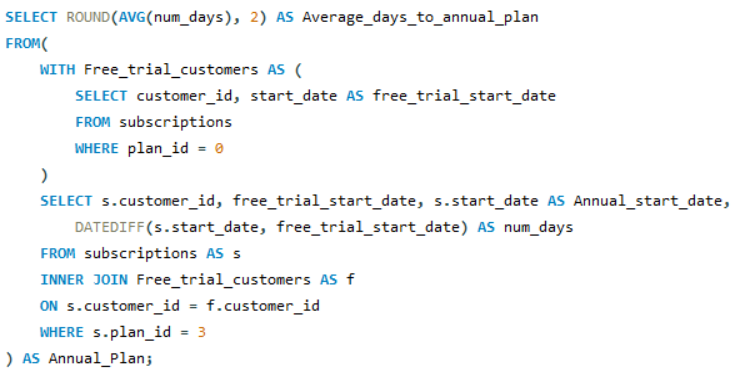 SELECT ROUND(AVG(num_days), 2) AS Average_days_to_annual_plan
FROM(
    WITH Free_trial_customers AS (
        SELECT customer_id, start_date AS free_trial_start_date
        FROM subscriptions
        WHERE plan_id = 0
    )
    SELECT s.customer_id, free_trial_start_date, s.start_date AS Annual_start_date,
        DATEDIFF(s.start_date, free_trial_start_date) AS num_days
    FROM subscriptions AS s
    INNER JOIN Free_trial_customers AS f
    ON s.customer_id = f.customer_id
    WHERE s.plan_id = 3
) AS Annual_Plan;